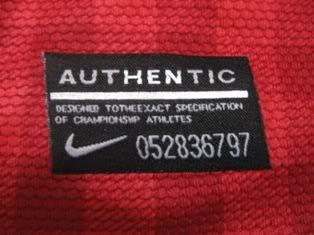 AUTHENTIC
DESIGNED TOTHEEXACT SPECIFICATION
OF CHAMPIONSHIP ATHLETES
052836797